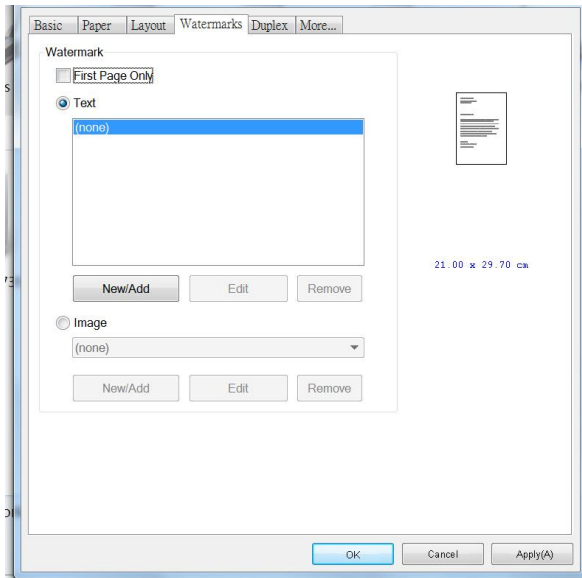 Basic Paper Layout Watermarks Duplex More...
Watermark
First Page Only
Text
(none)
21.00 x 29.70 cm
New/Add Edit Remove
Image
(none)
New/Add Edit Remove
OK Cancel Apply(A)